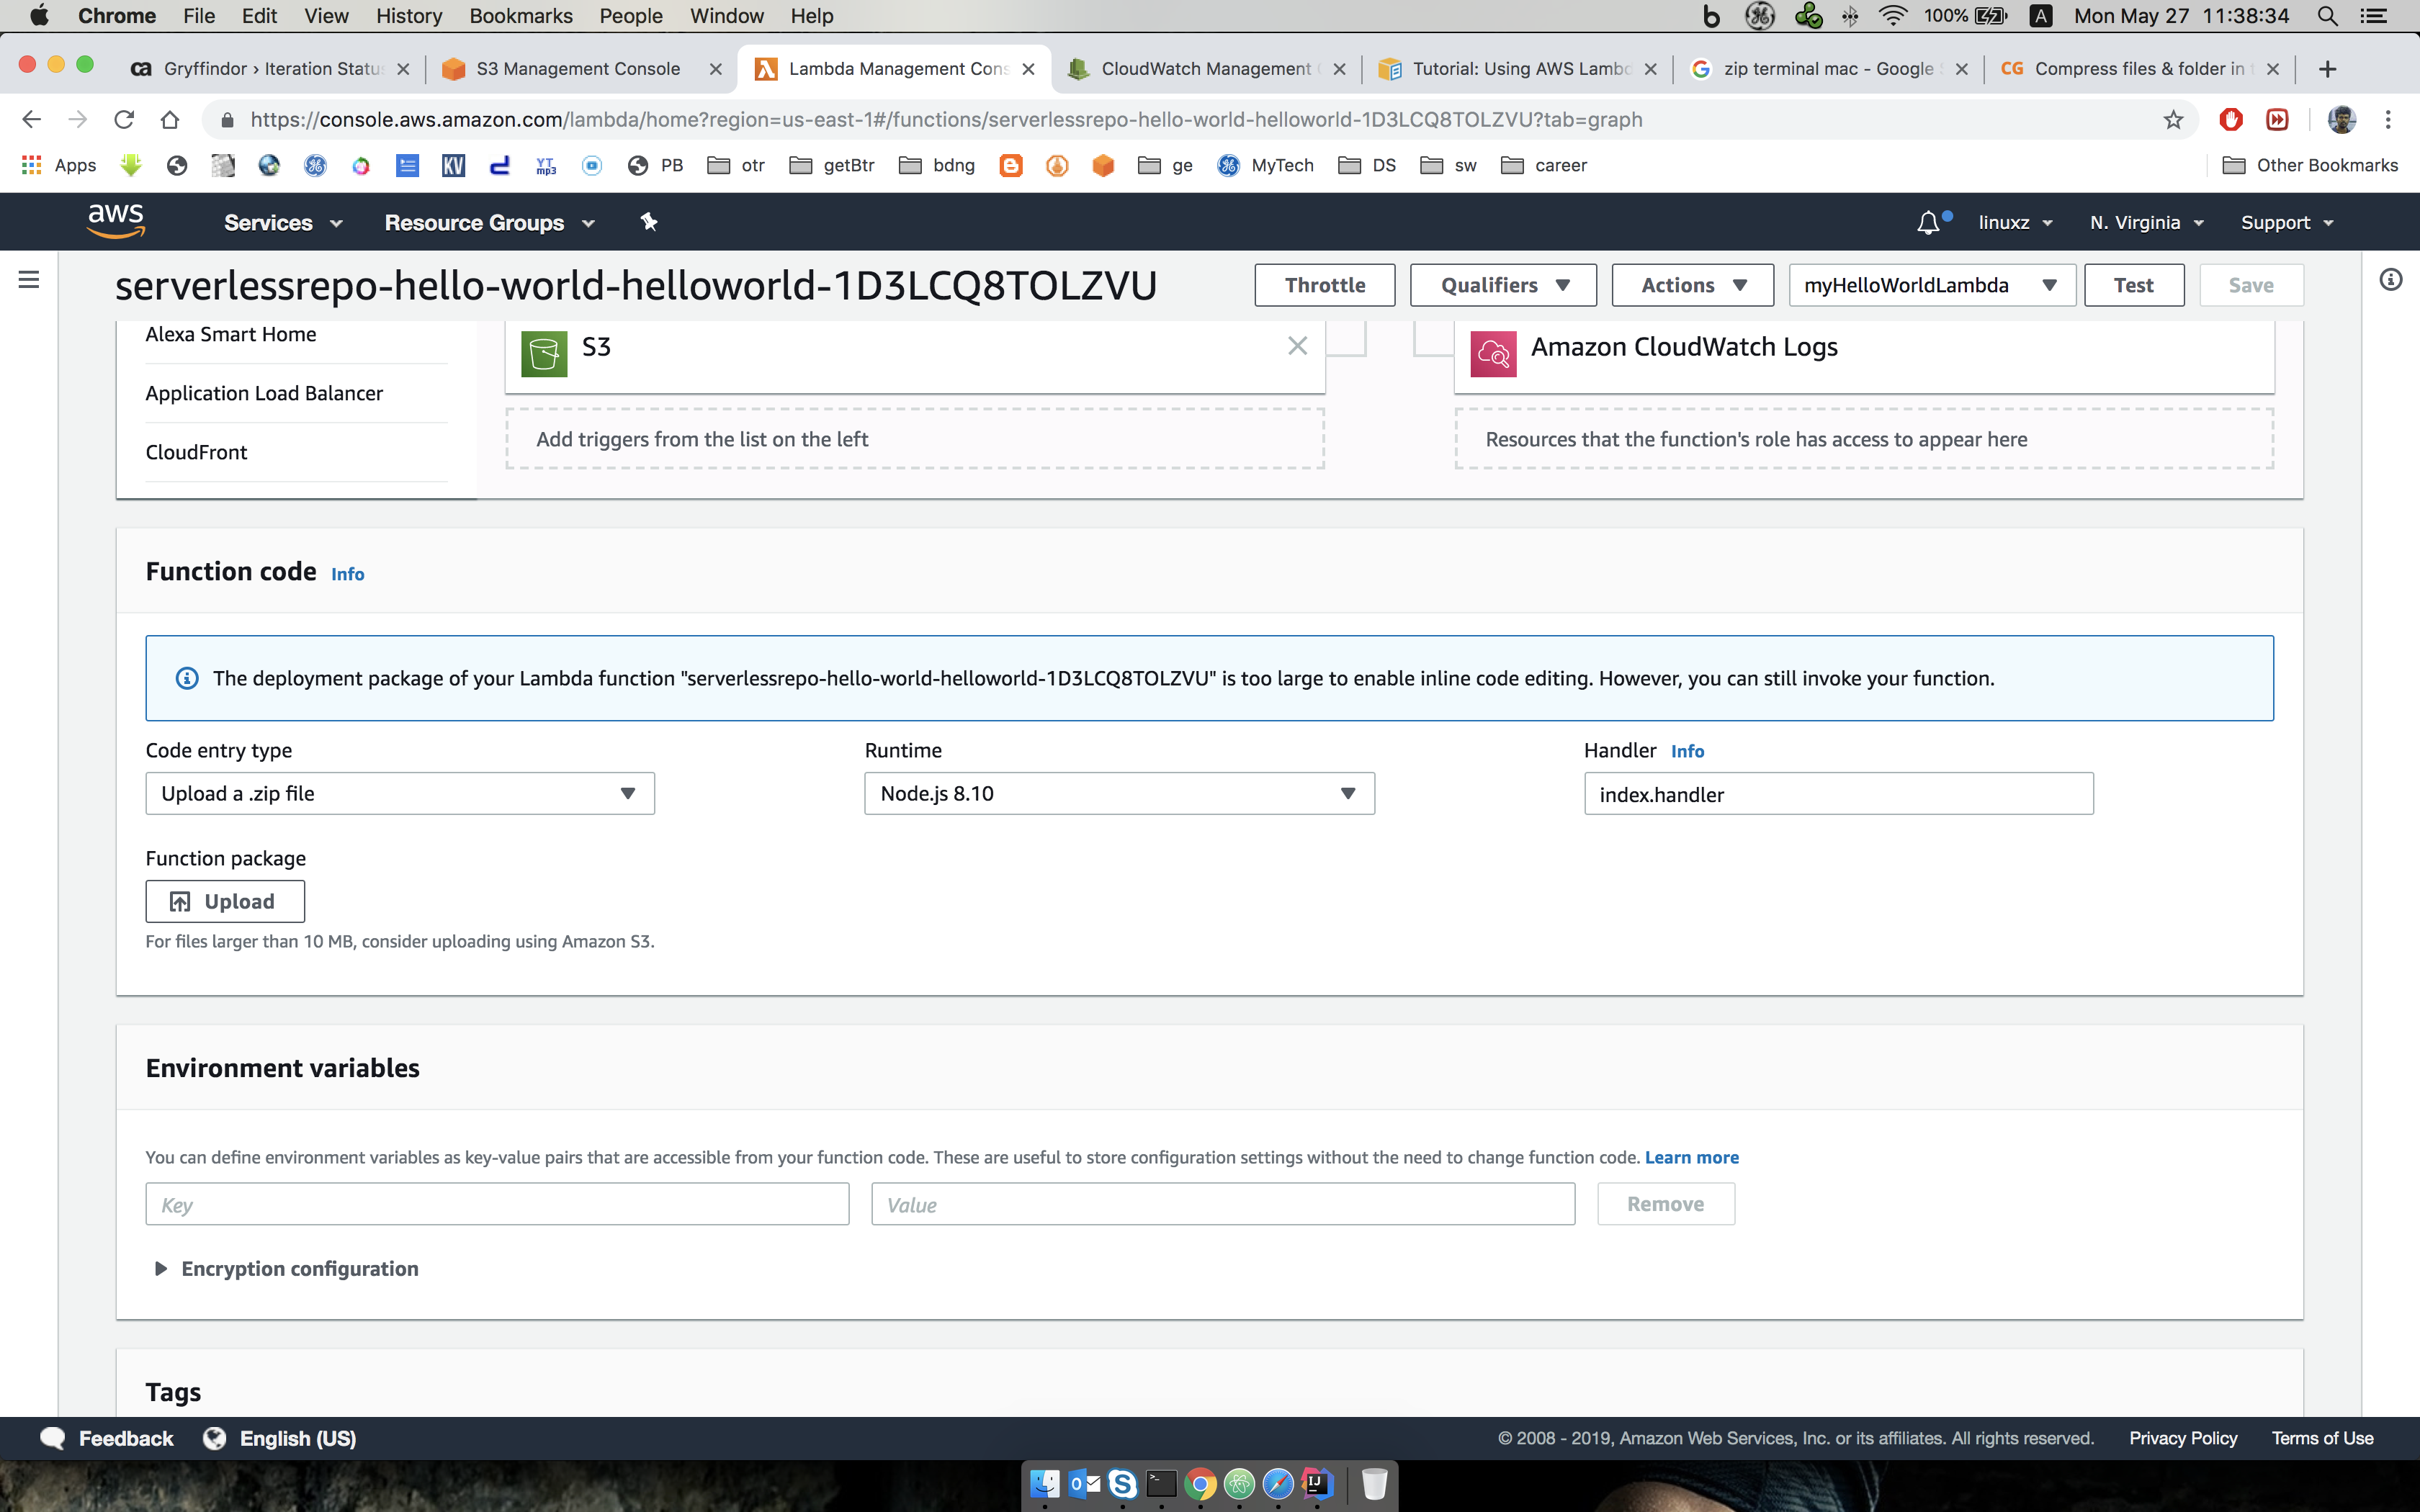 Chrome File Edit View History Bookmarks People Window Help 100% A Mon May 27 11:38:34
ca Gryffindor › Iteration Statu S3 Management Console Lambda Management Cons CloudWatch Management Tutorial: Using AWS Lambd zip terminal mac - Google CG Compress files & folder in
https://console.aws.amazon.com/lambda/home?region=us-east-1#/functions/serverlessrepo-hello-world-helloworld-1D3LCQ8TOLZVU?tab=graph
Apps KV YT mp3 PB otr getBtr bdng ge MyTech DS sw career Other Bookmarks
aws Services Resource Groups linuxz N. Virginia Support
serverlessrepo-hello-world-helloworld-1D3LCQ8TOLZVU Throttle Qualifiers Actions myHelloWorldLambda Test Save
Alexa Smart Home
S3 Amazon CloudWatch Logs
Application Load Balancer
Add triggers from the list on the left Resources that the function's role has access to appear here
CloudFront
Function code Info
The deployment package of your Lambda function "serverlessrepo-hello-world-helloworld-1D3LCQ8TOLZVU" is too large to enable inline code editing. However, you can still invoke your function.
Code entry type Runtime Handler Info
Upload a .zip file Node.js 8.10 index.handler
Function package
Upload
For files larger than 10 MB, consider uploading using Amazon S3.
Environment variables
You can define environment variables as key-value pairs that are accessible from your function code. These are useful to store configuration settings without the need to change function code. Learn more
Key Value Remove
Encryption configuration
Tags
Feedback English (US) © 2008 - 2019, Amazon Web Services, Inc. or its affiliates. All rights reserved. Privacy Policy Terms of Use